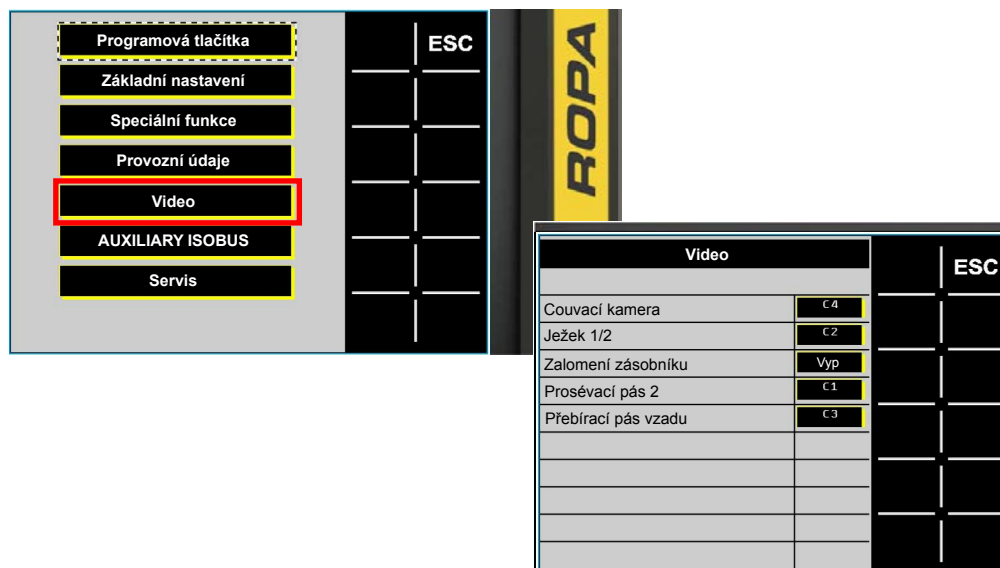 Programová tlačítka
ESC
Základní nastavení
Speciální funkce
Provozní údaje
Video
AUXILIARY ISOBUS
Servis
ROPA
Video
ESC
Couvací kamera C4
Ježek 1/2 C2
Zalomení zásobníku Vyp
Prosévací pás 2 C1
Přebírací pás vzadu C3